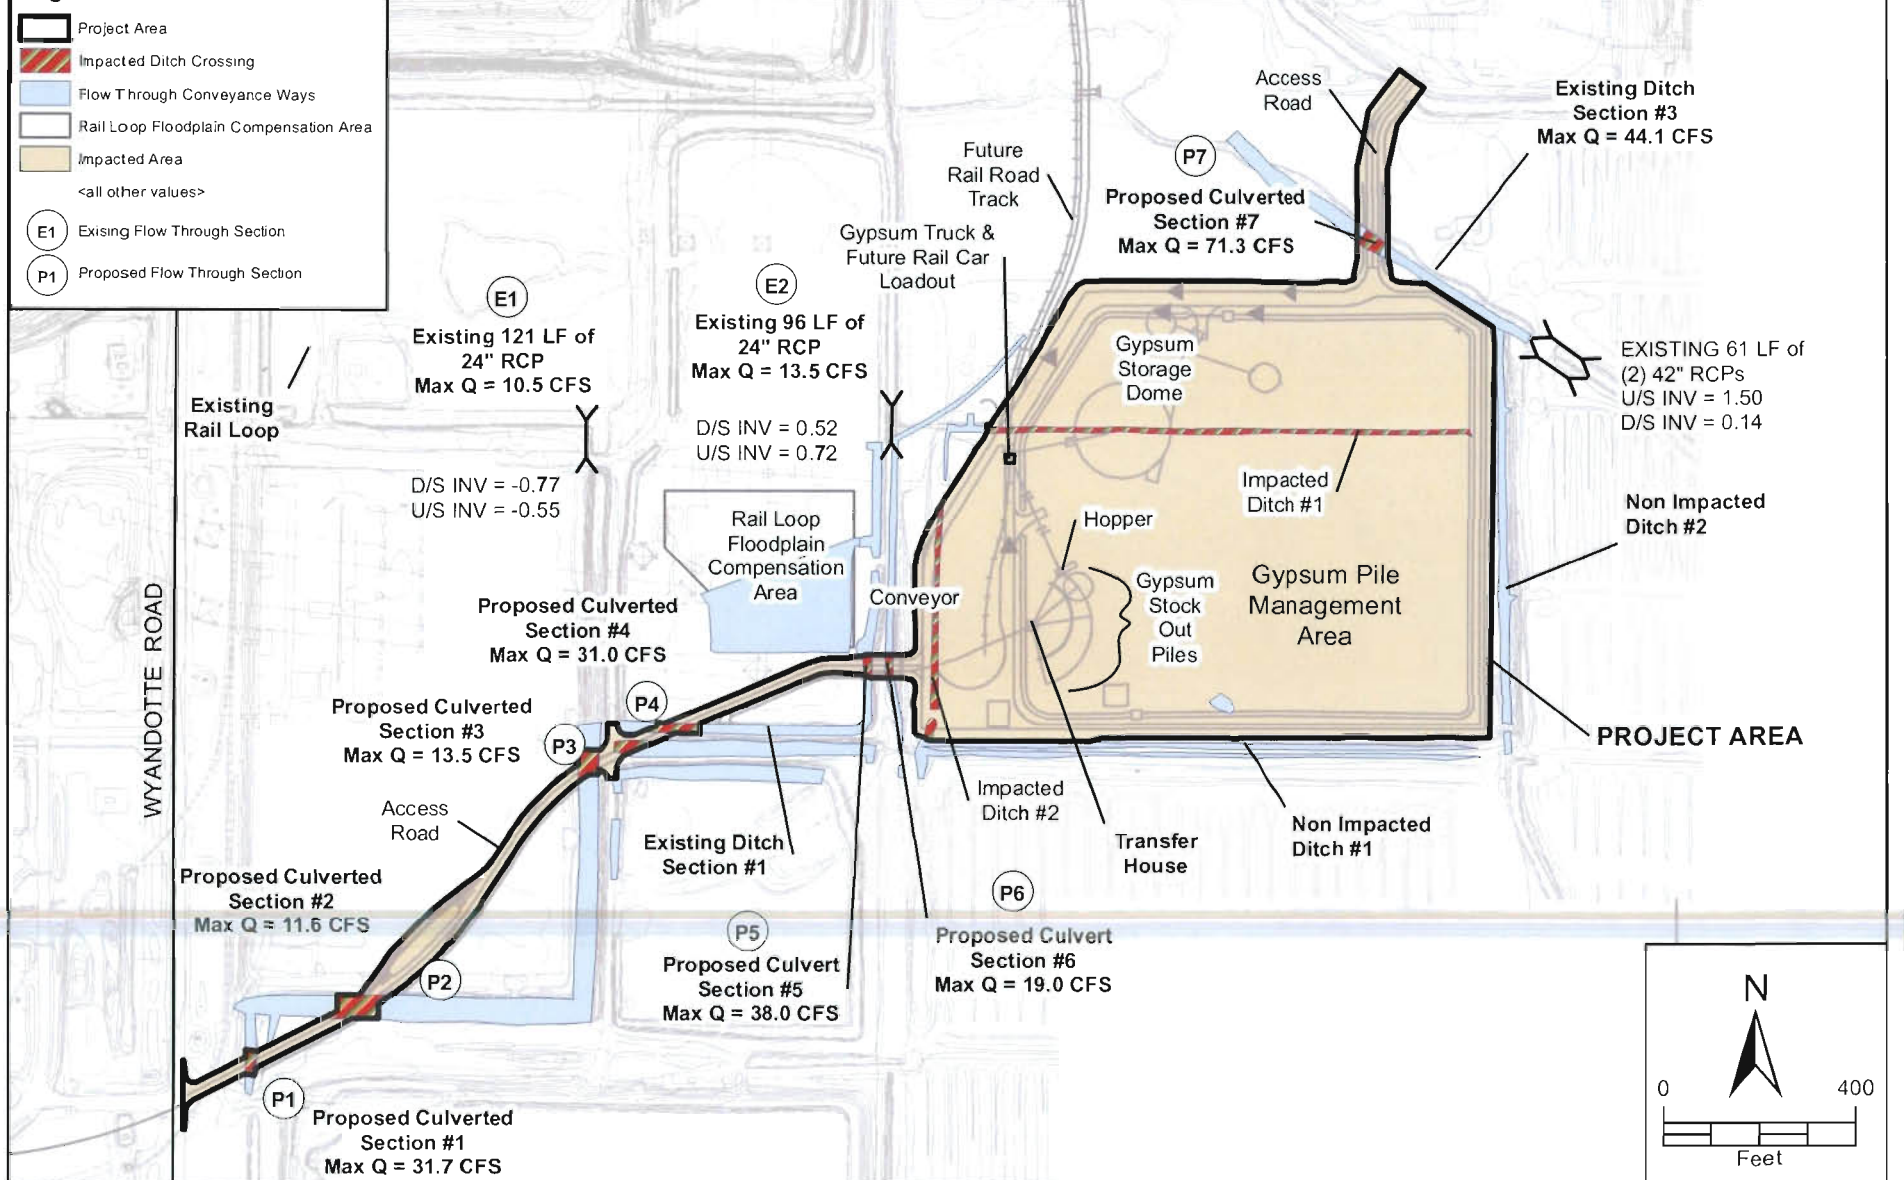 Project Area
Impacted Ditch Crossing
Flow Through Conveyance Ways
Rail Loop Floodplain Compensation Area
Impacted Area
<all other values>
E1
Exising Flow Through Section
P1
Proposed Flow Through Section
Existing
Rail Loop
E1
Existing 121 LF of
24" RCP
Max Q = 10.5 CFS
D/S INV = -0.77
U/S INV = -0.55
E2
Existing 96 LF of
24" RCP
Max Q = 13.5 CFS
D/S INV = 0.52
U/S INV = 0.72
Gypsum Truck &
Future Rail Car
Loadout
Future
Rail Road
Track
P7
Proposed Culverted
Section #7
Max Q = 71.3 CFS
Access
Road
Existing Ditch
Section #3
Max Q = 44.1 CFS
EXISTING 61 LF of
(2) 42" RCPs
U/S INV = 1.50
D/S INV = 0.14
Gypsum
Storage
Dome
Impacted
Ditch #1
Non Impacted
Ditch #2
Hopper
Gypsum
Stock
Out
Piles
Gypsum Pile
Management
Area
Rail Loop
Floodplain
Compensation
Area
Conveyor
Proposed Culverted
Section #4
Max Q = 31.0 CFS
P4
Proposed Culverted
Section #3
Max Q = 13.5 CFS
P3
WYANDOTTE ROAD
Access
Road
PROJECT AREA
Impacted
Ditch #2
Transfer
House
Non Impacted
Ditch #1
Existing Ditch
Section #1
Proposed Culverted
Section #2
Max Q = 11.6 CFS
P2
P5
Proposed Culvert
Section #5
Max Q = 38.0 CFS
P6
Proposed Culvert
Section #6
Max Q = 19.0 CFS
P1
Proposed Culverted
Section #1
Max Q = 31.7 CFS
N
0 400
Feet